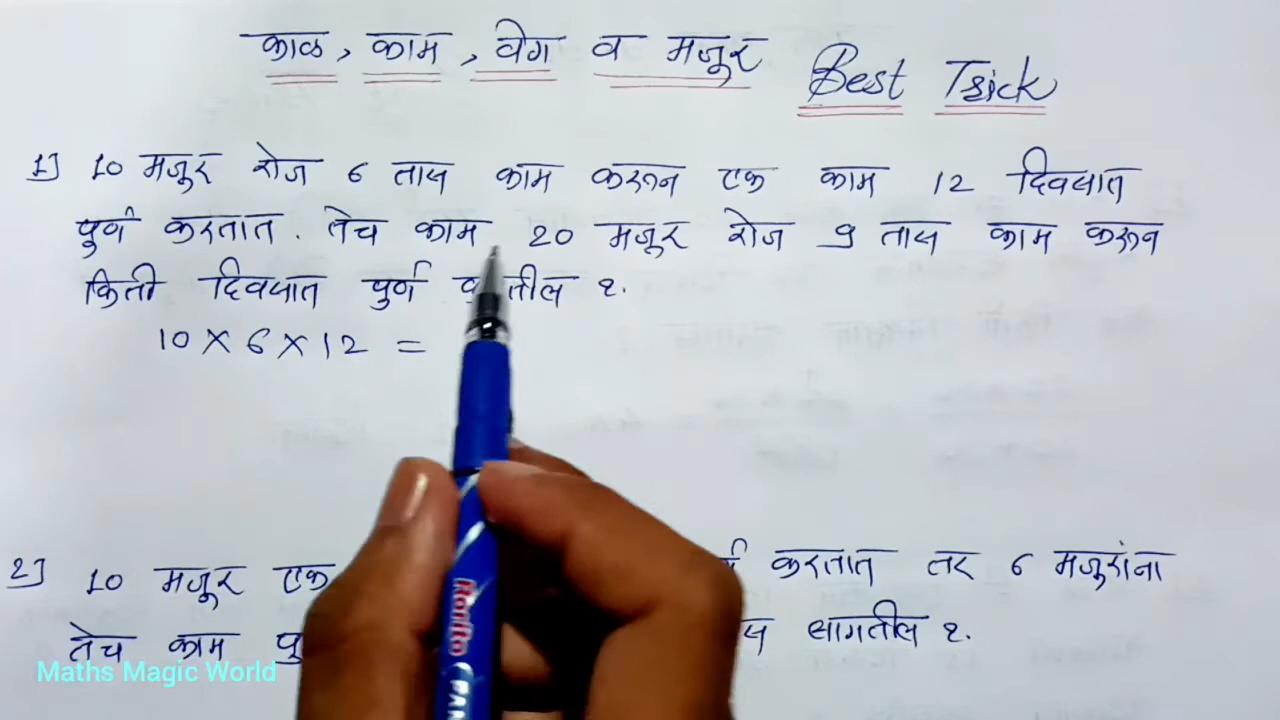 काळ, काम, वेग व मजूर Best Trick
1] 10 मजूर रोज 6 तास काम करून एक काम 12 दिवसात
पुर्ण करतात. तेच काम 20 मजूर रोज 9 तास काम करून
किती दिवसात पुर्ण ?.
10 × 6 × 12 =
2] 10 मजूर एक करतात तर 6 मजूरांना
तेच काम लागतील ?.
Maths Magic World
Rorito